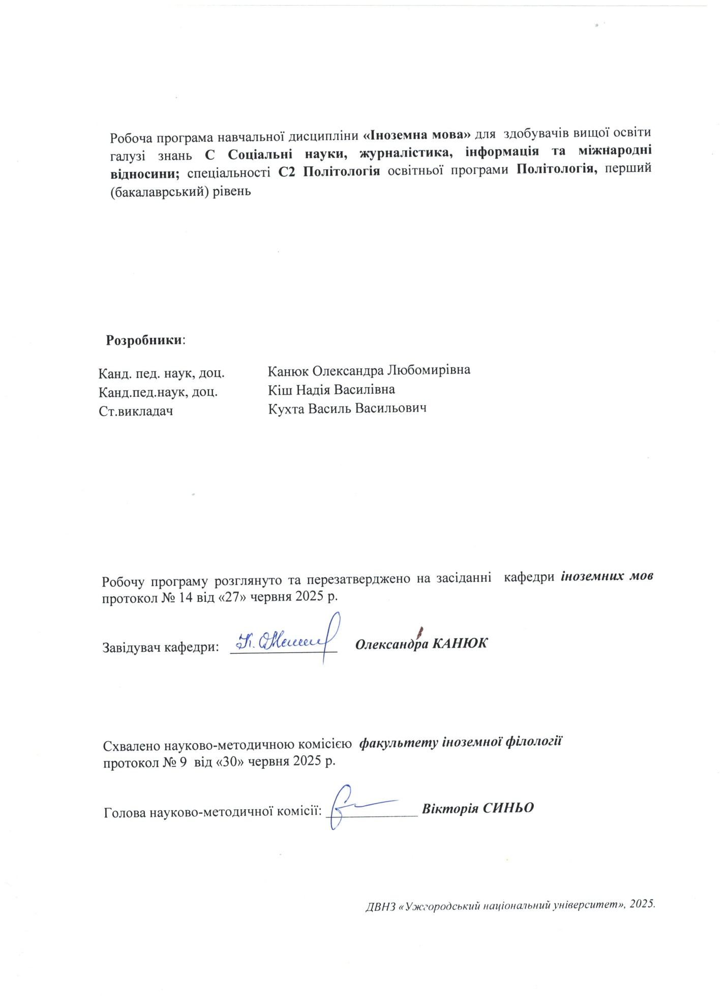 Робоча програма навчальної дисципліни «Іноземна мова» для здобувачів вищої освіти
галузі знань С Соціальні науки, журналістика, інформація та міжнародні
відносини; спеціальності С2 Політологія освітньої програми Політологія, перший
(бакалаврський) рівень
Розробники:
Канд. пед. наук, доц. Канюк Олександра Любомирівна
Канд.пед.наук, доц. Кіш Надія Василівна
Ст.викладач Кухта Василь Васильович
Робочу програму розглянуто та перезатверджено на засіданні кафедри іноземних мов
протокол № 14 від «27» червня 2025 р.
Завідувач кафедри: Олександра КАНЮК
Схвалено науково-методичною комісією факультету іноземної філології
протокол № 9 від «30» червня 2025 р.
Голова науково-методичної комісії: Вікторія СИНЬО
ДВНЗ «Ужгородський національний університет», 2025.